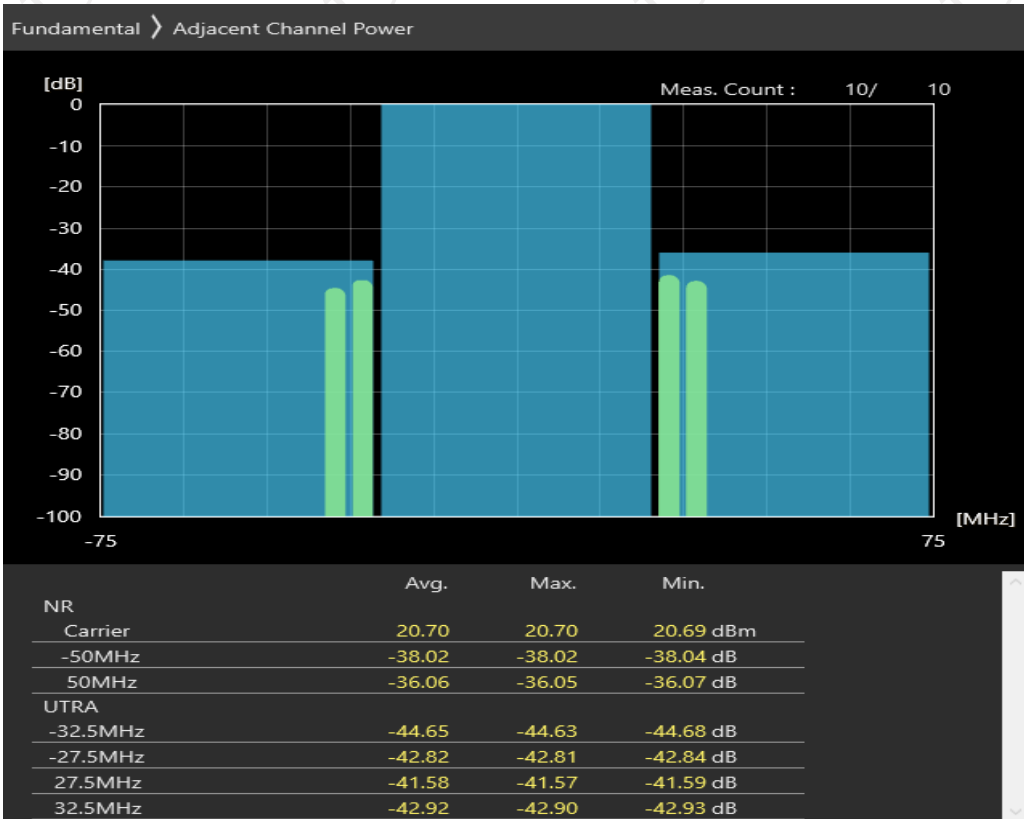 Fundamental 〉 Adjacent Channel Power
[dB]
Meas. Count : 10/ 10
0
-10
-20
-30
-40
-50
-60
-70
-80
-90
-100
[MHz]
-75 75
Avg. Max. Min.
NR
Carrier 20.70 20.70 20.69 dBm
-50MHz -38.02 -38.02 -38.04 dB
50MHz -36.06 -36.05 -36.07 dB
UTRA
-32.5MHz -44.65 -44.63 -44.68 dB
-27.5MHz -42.82 -42.81 -42.84 dB
27.5MHz -41.58 -41.57 -41.59 dB
32.5MHz -42.92 -42.90 -42.93 dB